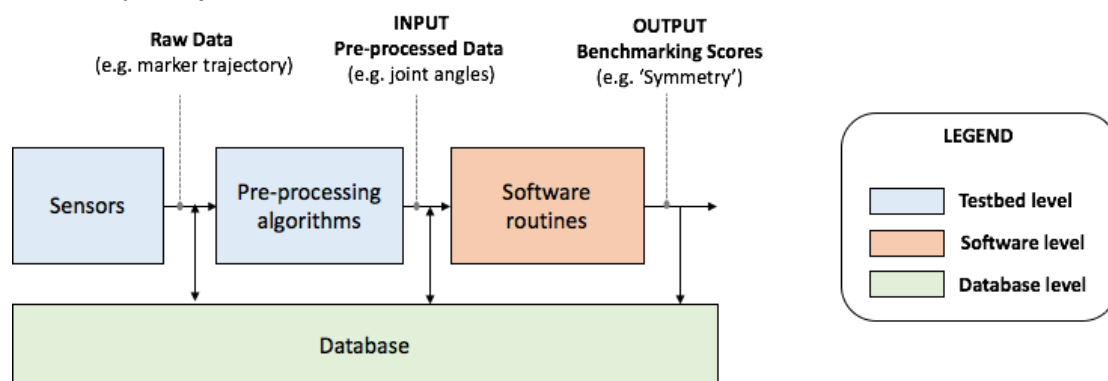 Raw Data
(e.g. marker trajectory)
INPUT
Pre-processed Data
(e.g. joint angles)
OUTPUT
Benchmarking Scores
(e.g. ‘Symmetry’)
Sensors
Pre-processing
algorithms
Software
routines
Database
LEGEND
Testbed level
Software level
Database level